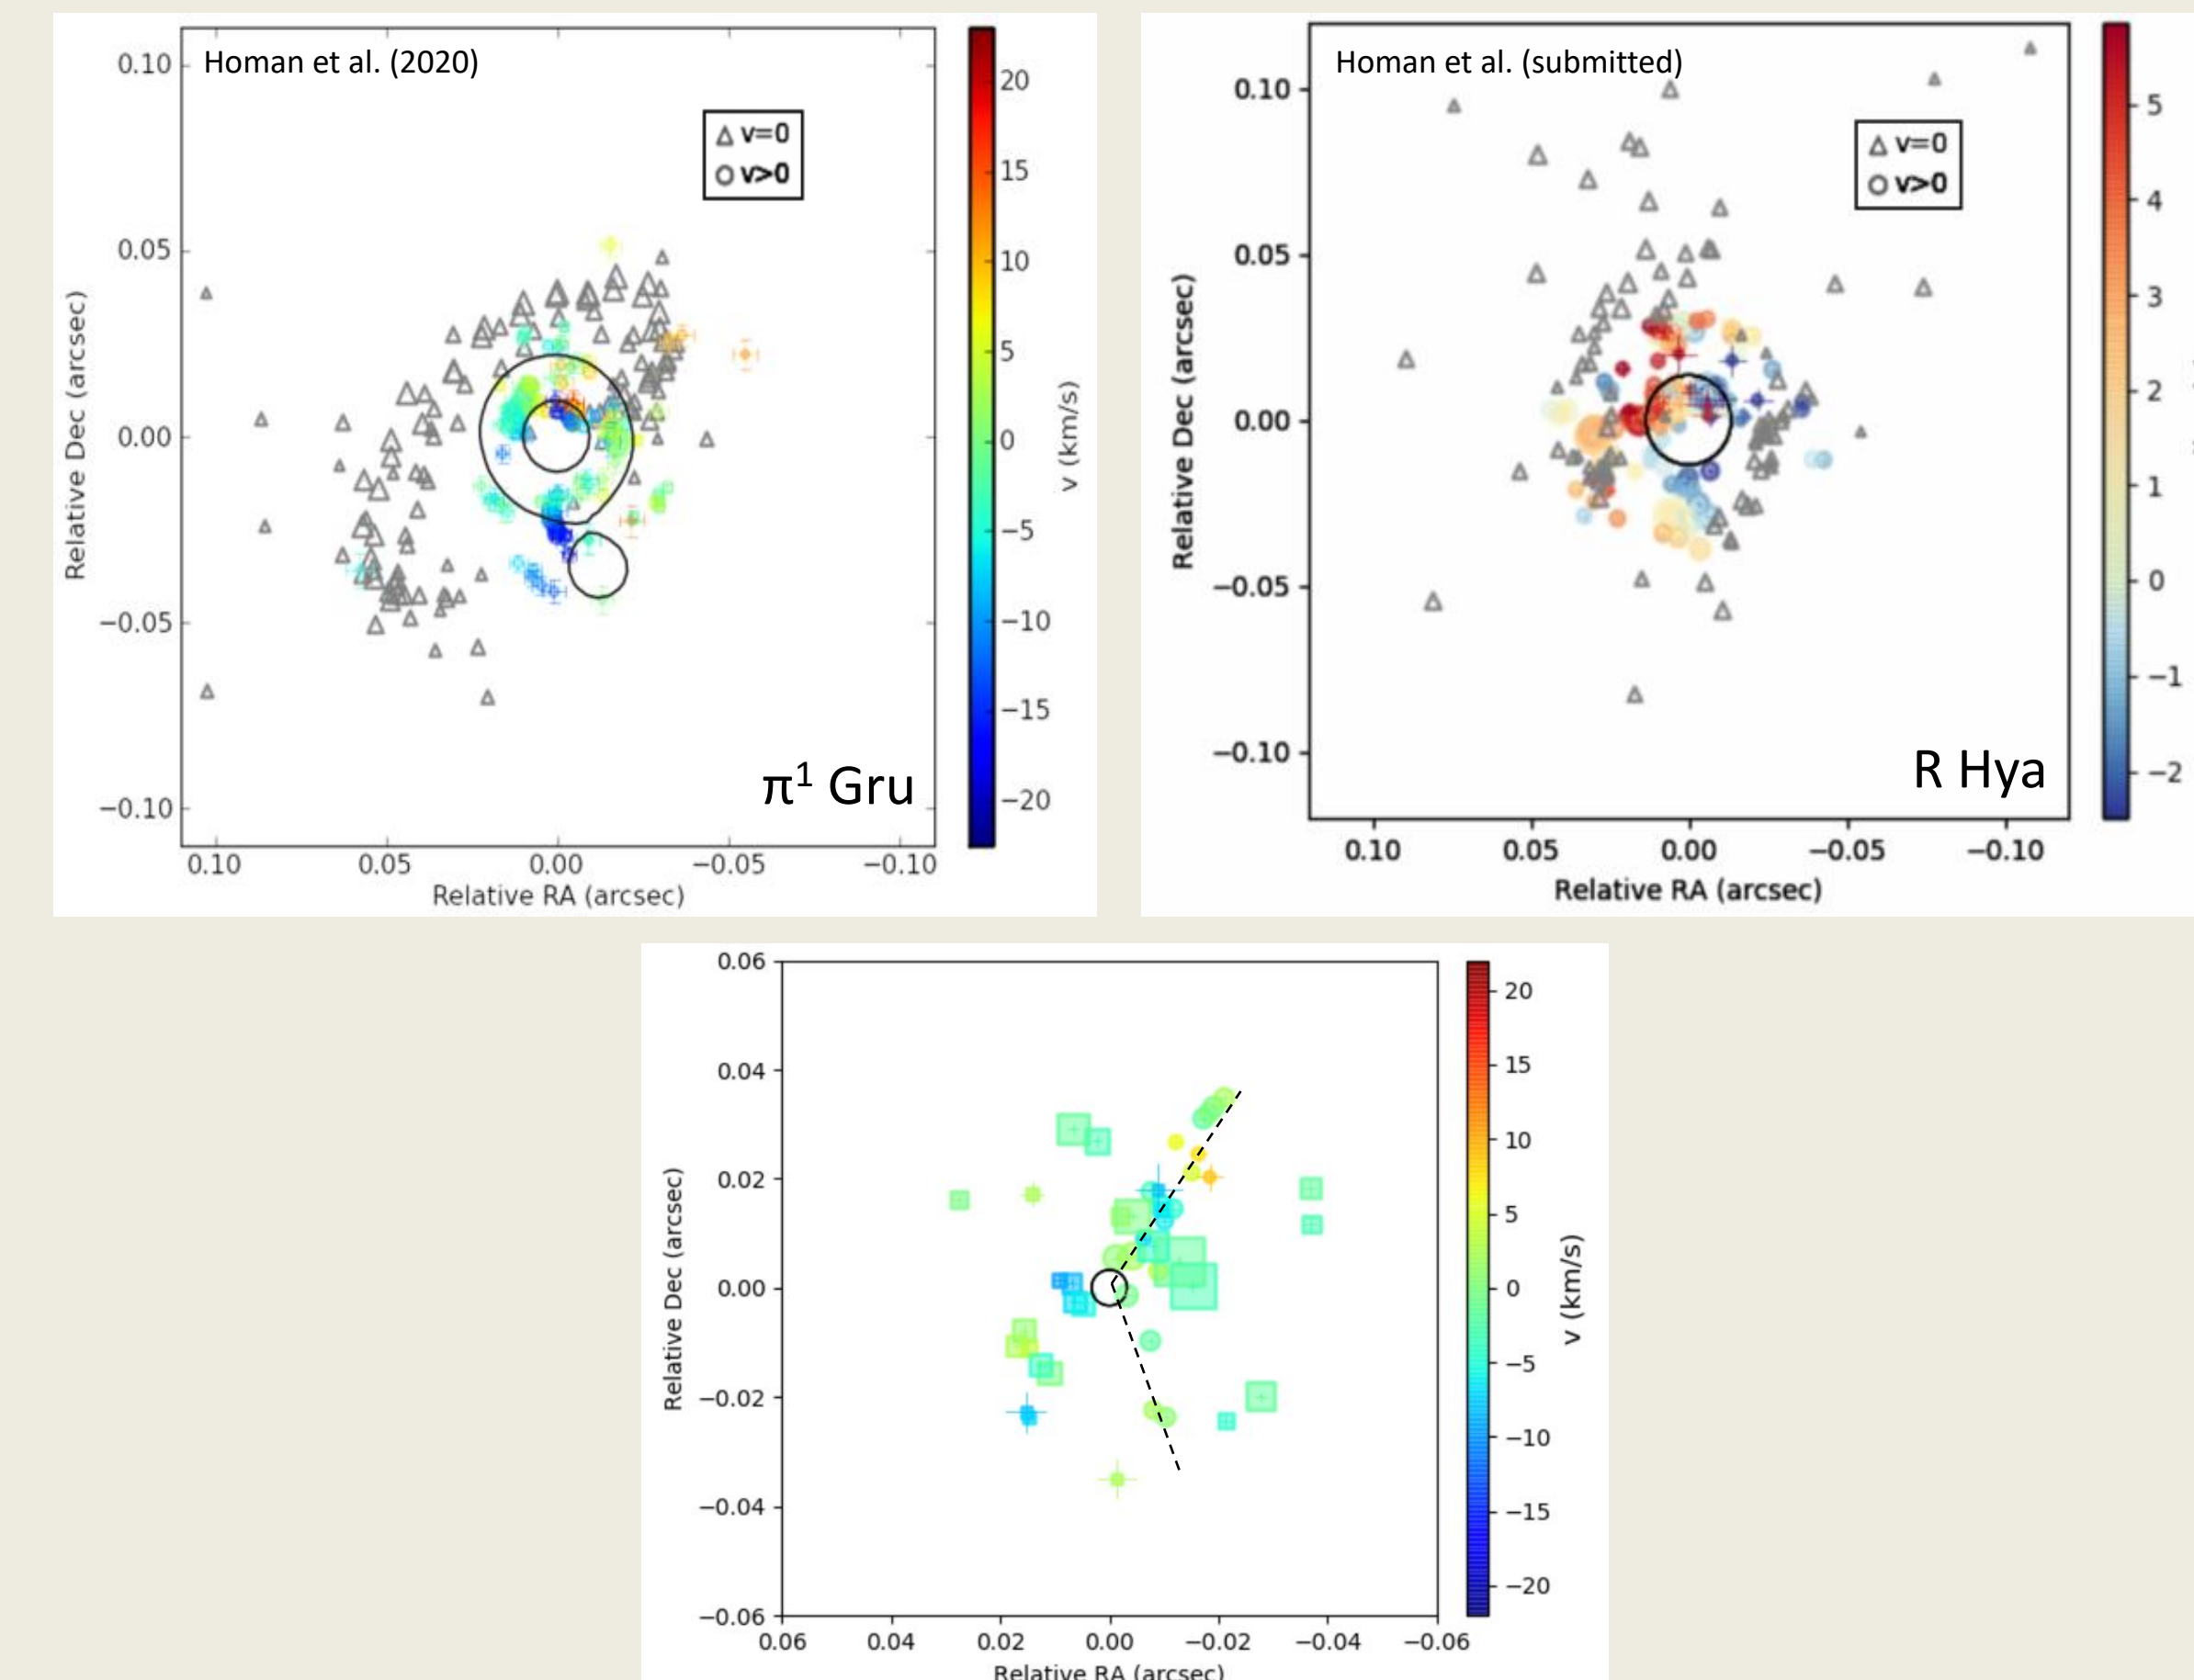 Homan et al. (2020)
0.10
0.05
0.00
−0.05
−0.10
Relative Dec (arcsec)
v=0
v>0
π¹ Gru
0.10 0.05 0.00 −0.05 −0.10
Relative RA (arcsec)
20
15
10
5
0
−5
−10
−15
−20
v (km/s)
Homan et al. (submitted)
0.10
0.05
0.00
−0.05
−0.10
Relative Dec (arcsec)
v=0
v>0
R Hya
0.10 0.05 0.00 −0.05 −0.10
Relative RA (arcsec)
5
4
3
2
1
0
−1
−2
0.06
0.04
0.02
0.00
−0.02
−0.04
−0.06
Relative Dec (arcsec)
0.06 0.04 0.02 0.00 −0.02 −0.04 −0.06
Relative RA (arcsec)
20
15
10
5
0
−5
−10
−15
−20
v (km/s)